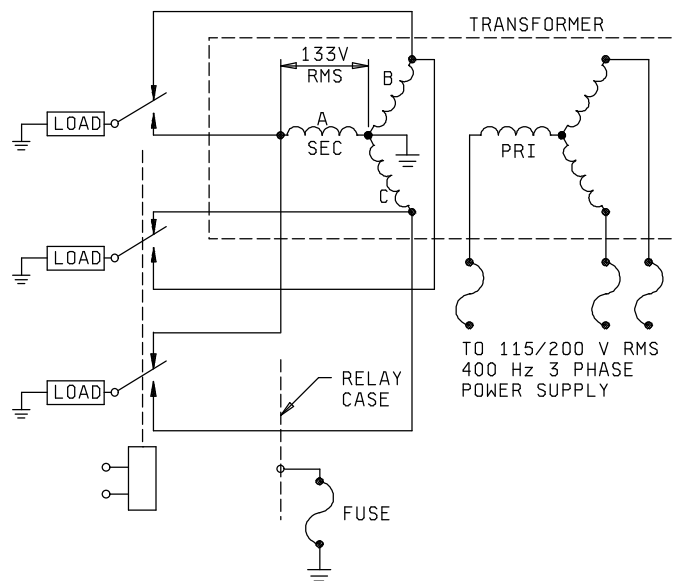 TRANSFORMER
133V
RMS
B
LOAD
A
SEC
PRI
C
LOAD
TO 115/200 V RMS
400 Hz 3 PHASE
POWER SUPPLY
RELAY
CASE
LOAD
FUSE